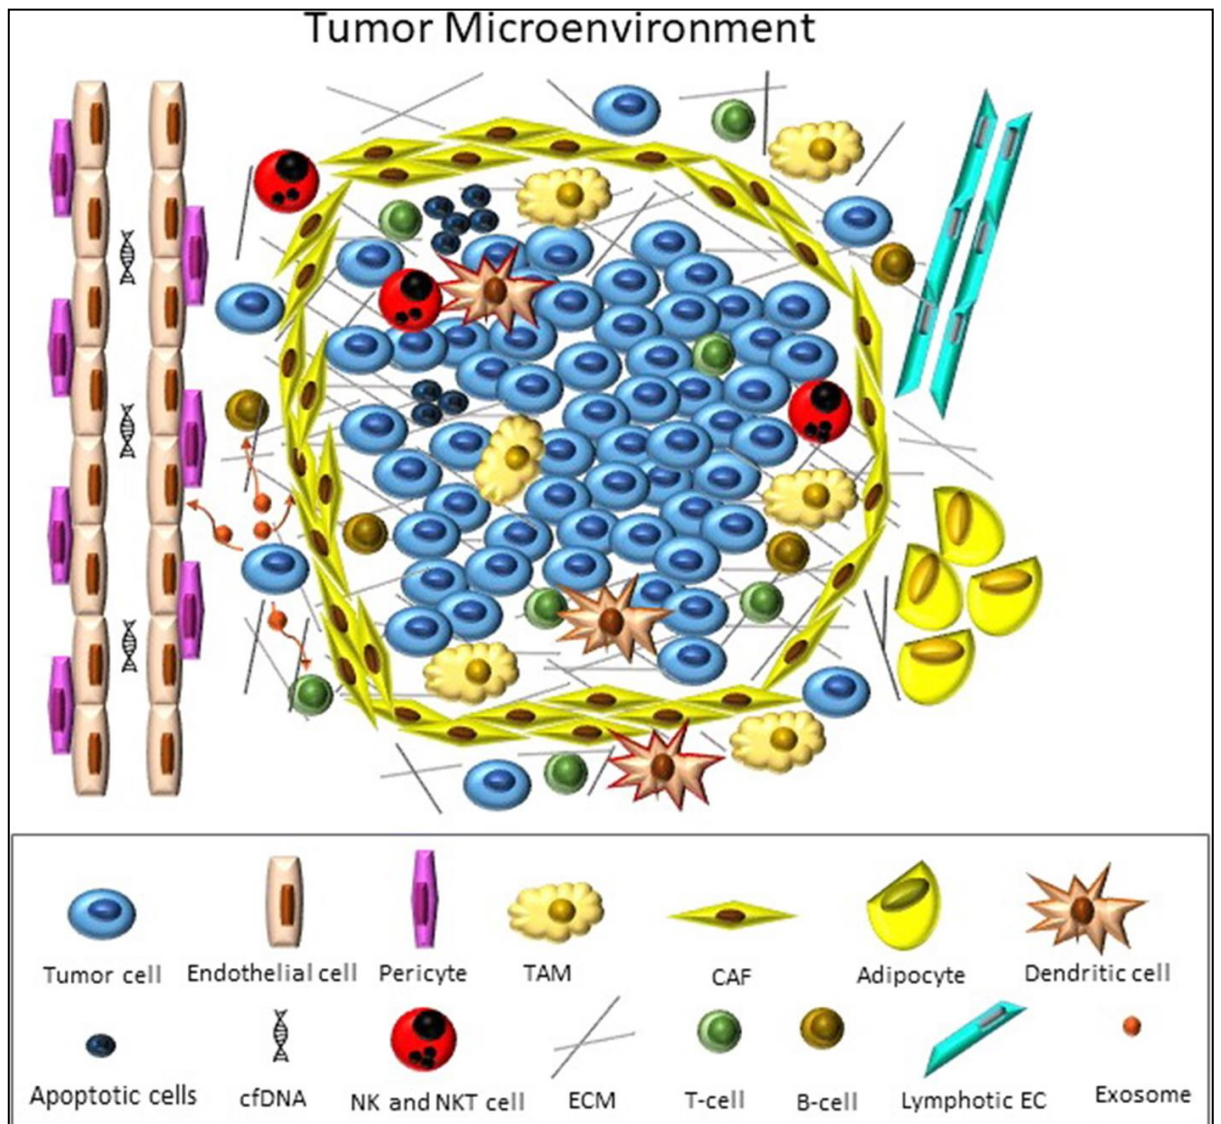 Tumor Microenvironment
Tumor cell Endothelial cell Pericyte TAM CAF Adipocyte Dendritic cell
Apoptotic cells cfDNA NK and NKT cell ECM T-cell B-cell Lymphotic EC Exosome